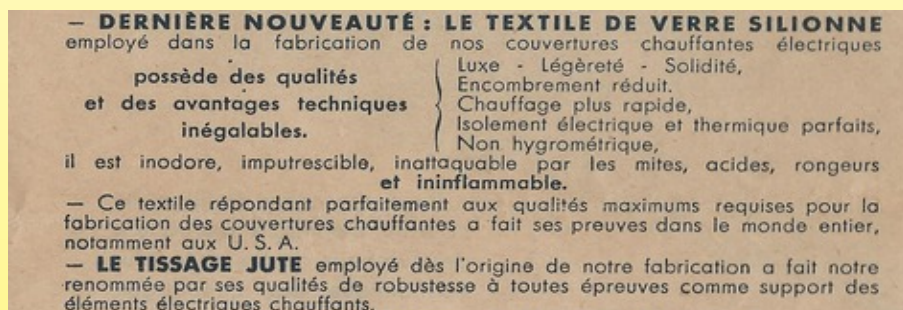 — DERNIÈRE NOUVEAUTÉ : LE TEXTILE DE VERRE SILIONNE
employé dans la fabrication de nos couvertures chauffantes électriques
possède des qualités
et des avantages techniques
inégalables.
Luxe - Légèreté - Solidité,
Encombrement réduit.
Chauffage plus rapide,
Isolement électrique et thermique parfaits,
Non hygrométrique,
il est inodore, imputrescible, inattaquable par les mites, acides, rongeurs
et ininflammable.
— Ce textile répondant parfaitement aux qualités maximums requises pour la
fabrication des couvertures chauffantes a fait ses preuves dans le monde entier,
notamment aux U. S. A.
— LE TISSAGE JUTE employé dès l'origine de notre fabrication a fait notre
renommée par ses qualités de robustesse à toutes épreuves comme support des
éléments électriques chauffants.